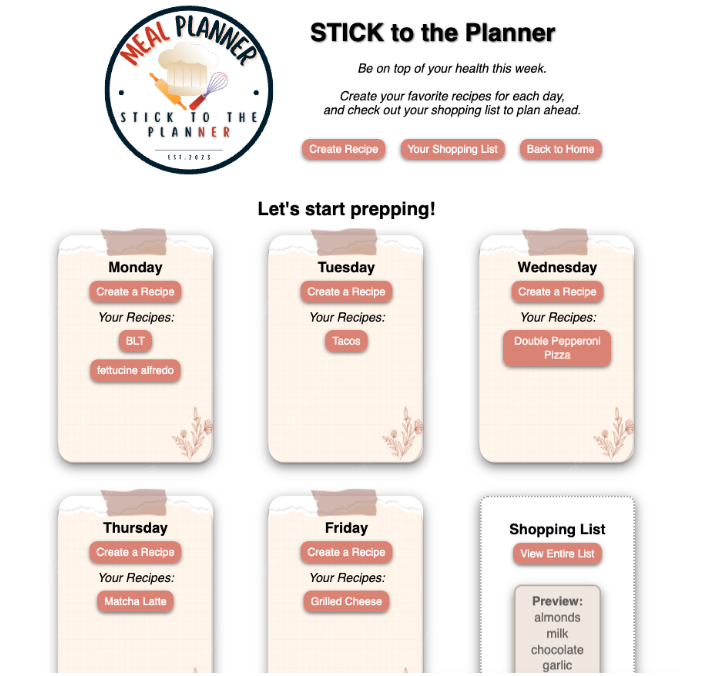 MEAL PLANNER
STICK TO THE
PLANNER
EST.2023
STICK to the Planner
Be on top of your health this week.
Create your favorite recipes for each day,
and check out your shopping list to plan ahead.
Create Recipe
Your Shopping List
Back to Home
Let's start prepping!
Monday
Create a Recipe
Your Recipes:
BLT
fettucine alfredo
Tuesday
Create a Recipe
Your Recipes:
Tacos
Wednesday
Create a Recipe
Your Recipes:
Double Pepperoni
Pizza
Thursday
Create a Recipe
Your Recipes:
Matcha Latte
Friday
Create a Recipe
Your Recipes:
Grilled Cheese
Shopping List
View Entire List
Preview:
almonds
milk
chocolate
garlic